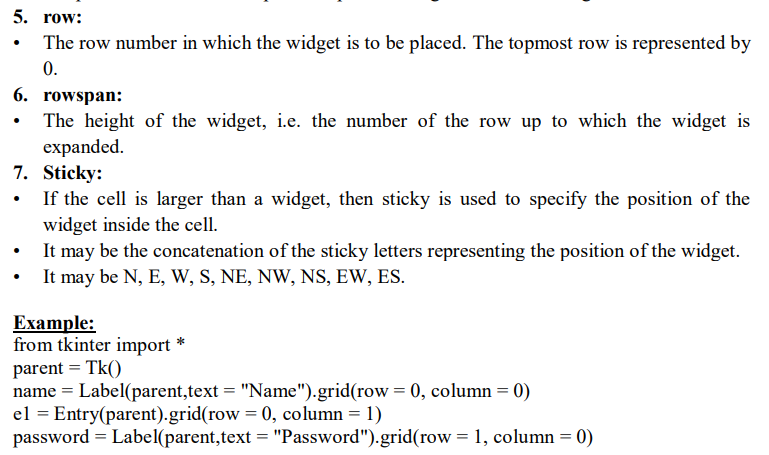 5. row:
• The row number in which the widget is to be placed. The topmost row is represented by
0.
6. rowspan:
• The height of the widget, i.e. the number of the row up to which the widget is
expanded.
7. Sticky:
• If the cell is larger than a widget, then sticky is used to specify the position of the
widget inside the cell.
• It may be the concatenation of the sticky letters representing the position of the widget.
• It may be N, E, W, S, NE, NW, NS, EW, ES.
Example:
from tkinter import *
parent = Tk()
name = Label(parent,text = "Name").grid(row = 0, column = 0)
e1 = Entry(parent).grid(row = 0, column = 1)
password = Label(parent,text = "Password").grid(row = 1, column = 0)